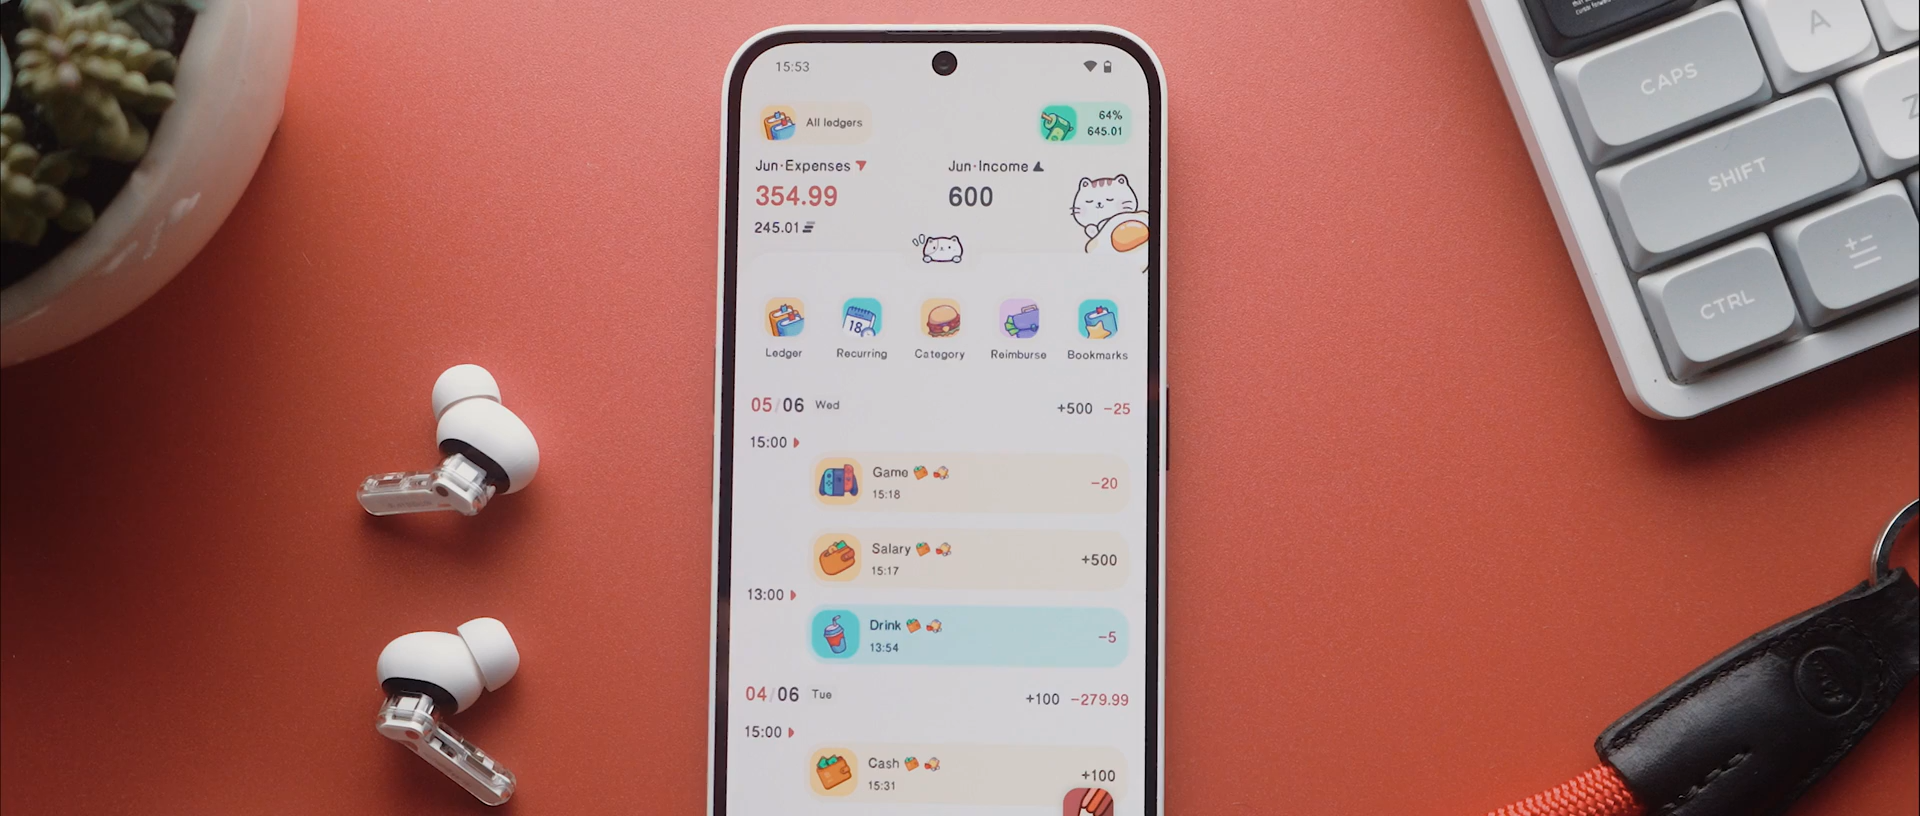 15:53
All ledgers
64%
645.01
Jun·Expenses
354.99
245.01
Jun·Income
600
18
Ledger
Recurring
Category
Reimburse
Bookmarks
05/06 Wed
+500 -25
15:00
Game
15:18
-20
Salary
15:17
+500
13:00
Drink
13:54
-5
04/06 Tue
+100 -279.99
15:00
Cash
15:31
+100
A
CAPS
SHIFT
CTRL